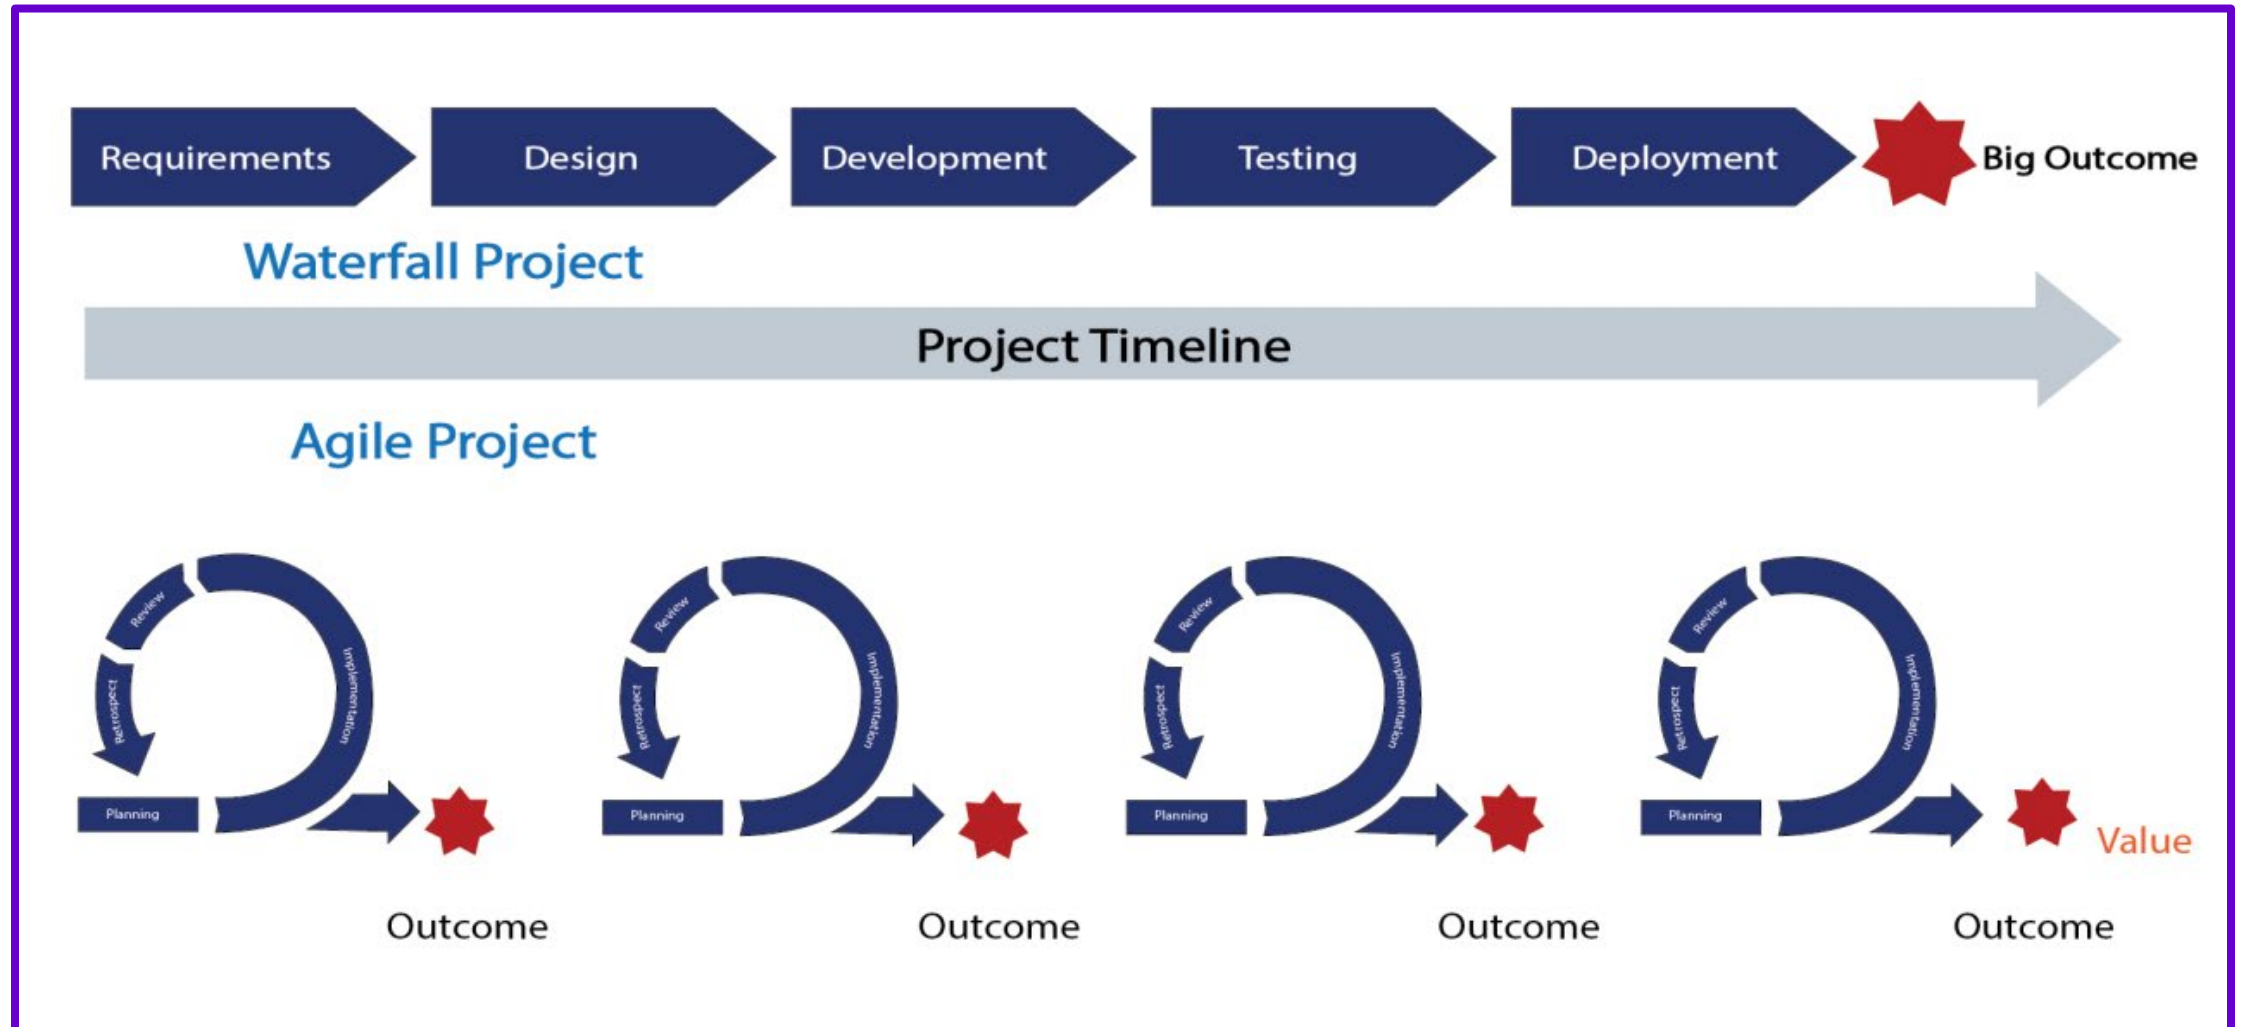 Requirements
Design
Development
Testing
Deployment
Big Outcome
Waterfall Project
Project Timeline
Agile Project
Review
Retrospect
Implementation
Planning
Review
Retrospect
Implementation
Planning
Review
Retrospect
Implementation
Planning
Review
Retrospect
Implementation
Planning
Value
Outcome
Outcome
Outcome
Outcome